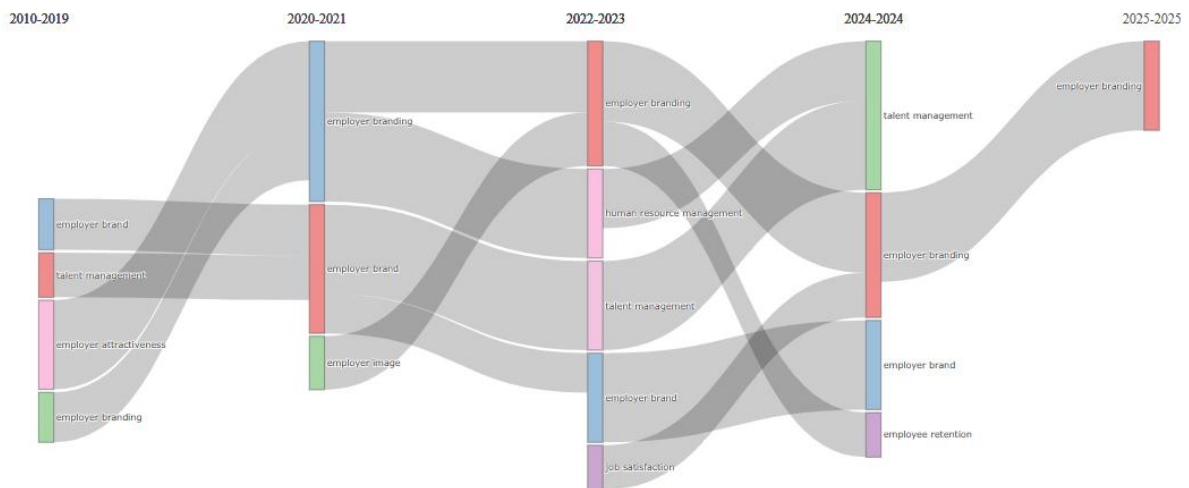 2010-2019
2020-2021
2022-2023
2024-2024
2025-2025
employer brand
talent management
employer attractiveness
employer branding
employer branding
employer brand
employer image
employer branding
human resource management
talent management
employer brand
job satisfaction
talent management
employer branding
employer brand
employee retention
employer branding